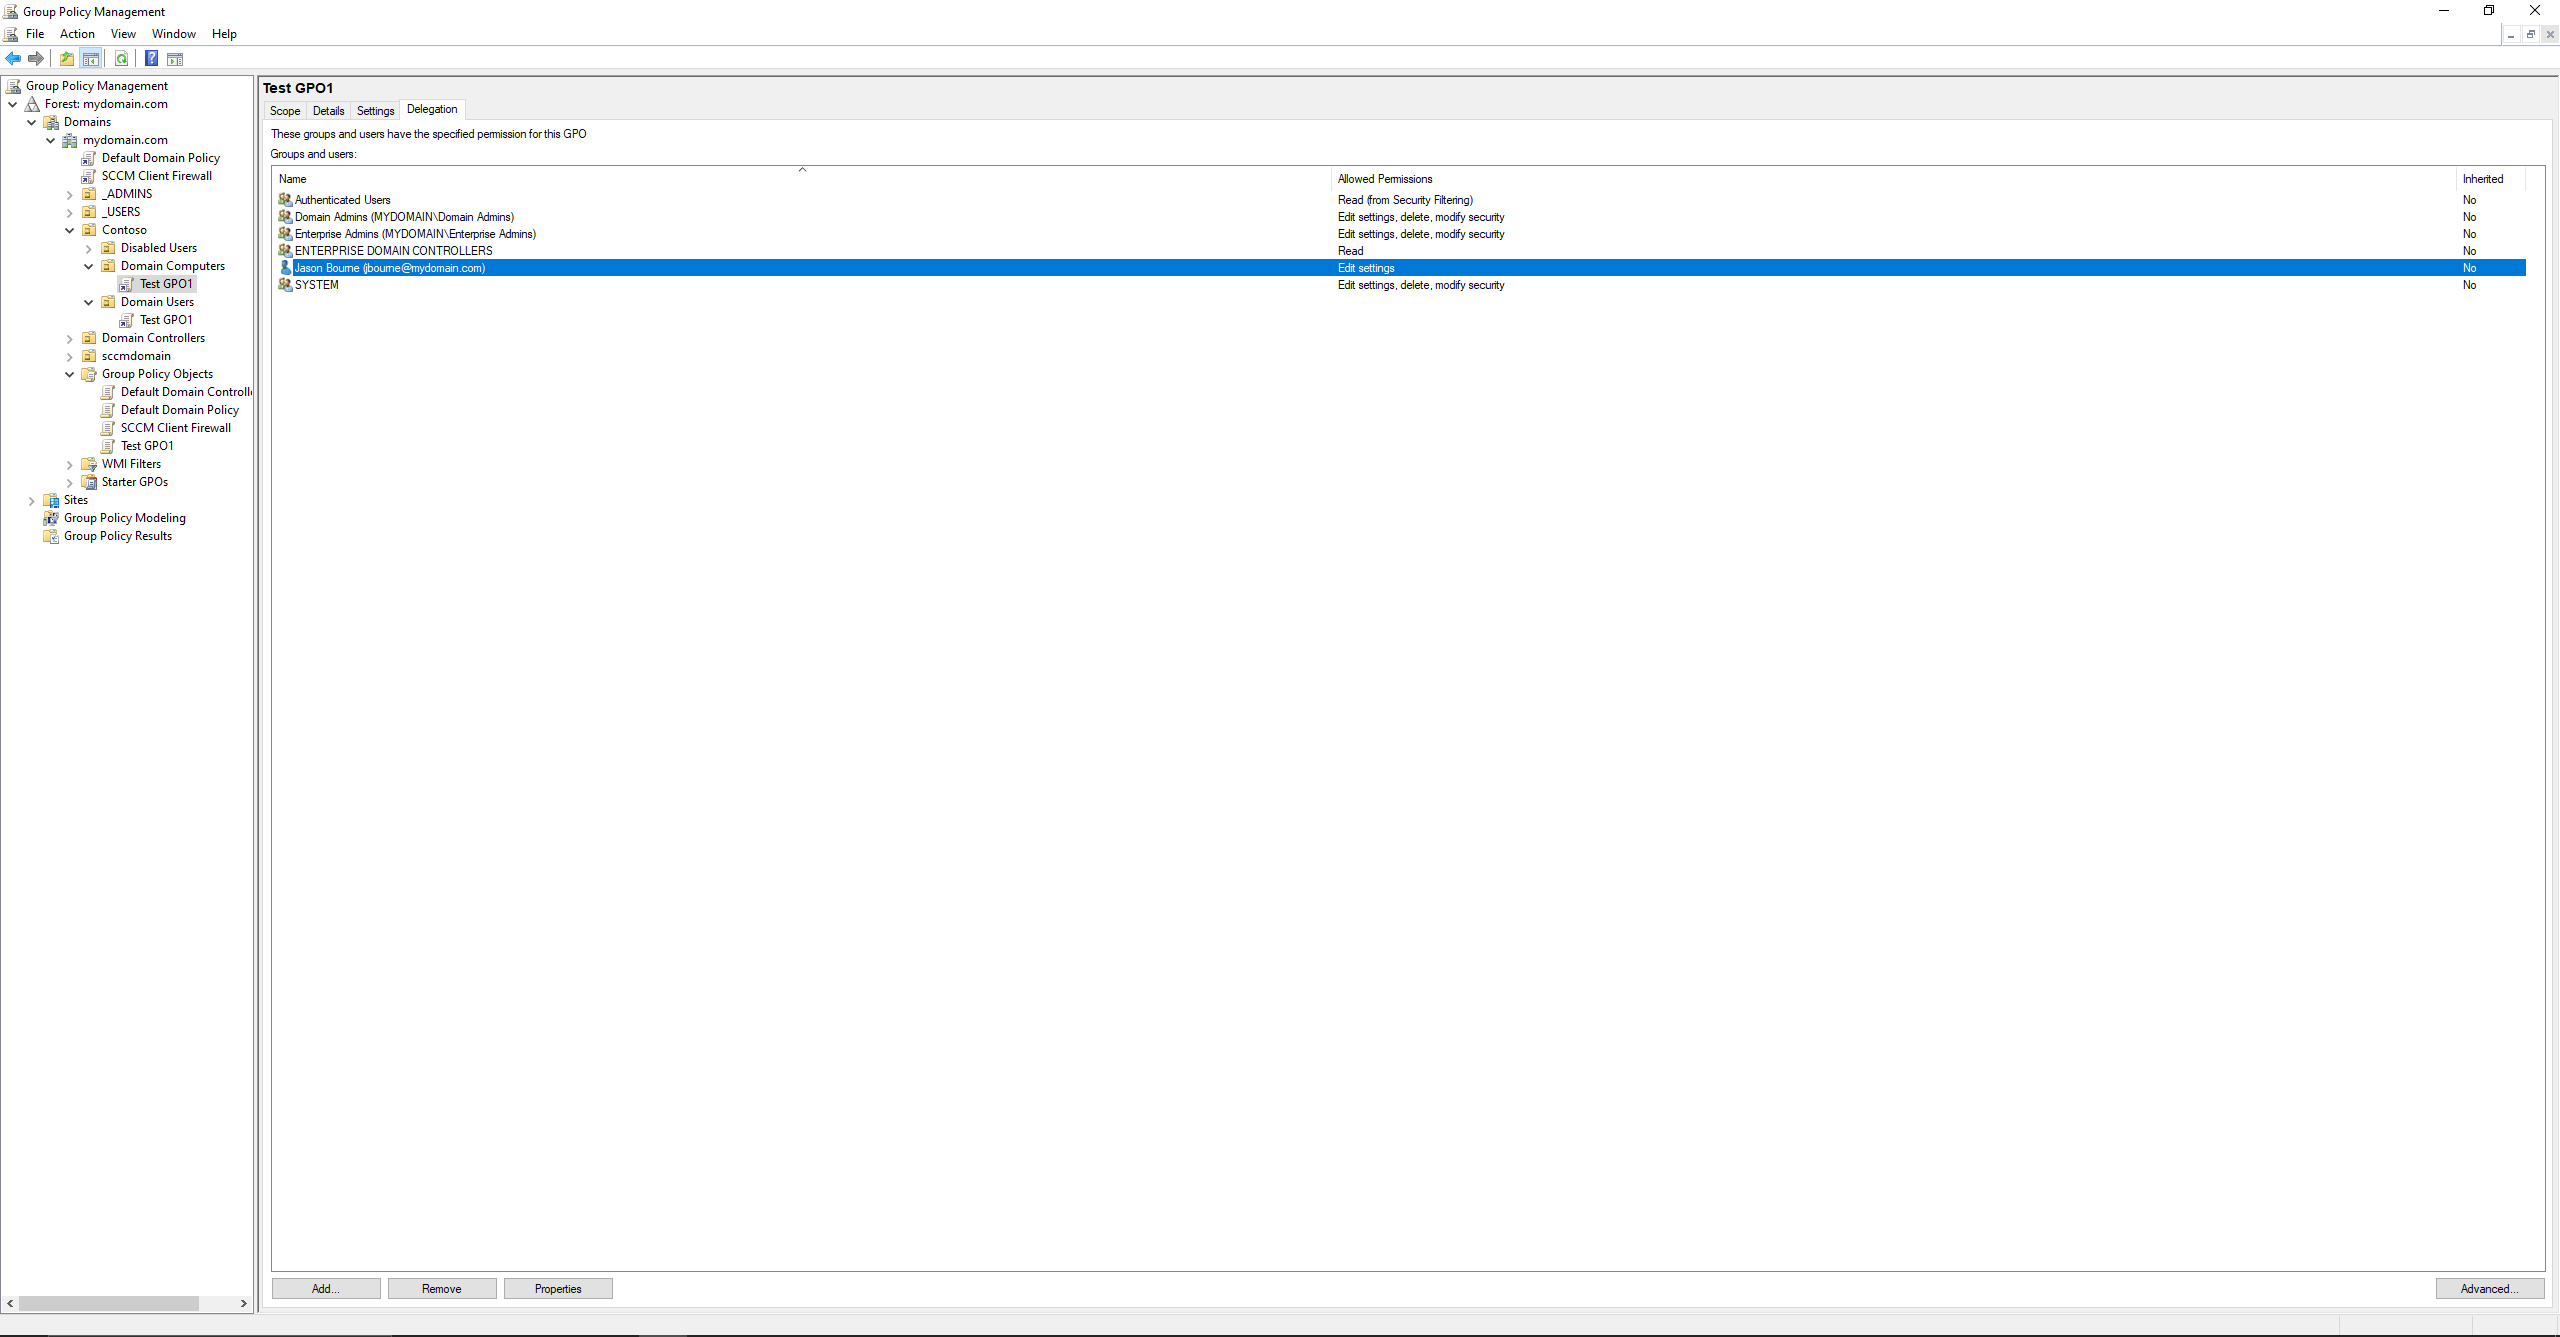 Group Policy Management
File Action View Window Help
Group Policy Management
Forest: mydomain.com
Domains
mydomain.com
Default Domain Policy
SCCM Client Firewall
_ADMINS
_USERS
Contoso
Disabled Users
Domain Computers
Test GPO1
Domain Users
Test GPO1
Domain Controllers
sccmdomain
Group Policy Objects
Default Domain Controll
Default Domain Policy
SCCM Client Firewall
Test GPO1
WMI Filters
Starter GPOs
Sites
Group Policy Modeling
Group Policy Results
Test GPO1
Scope Details Settings Delegation
These groups and users have the specified permission for this GPO
Groups and users:
Name Allowed Permissions Inherited
Authenticated Users Read (from Security Filtering) No
Domain Admins (MYDOMAIN\Domain Admins) Edit settings, delete, modify security No
Enterprise Admins (MYDOMAIN\Enterprise Admins) Edit settings, delete, modify security No
ENTERPRISE DOMAIN CONTROLLERS Read No
Jason Bourne (jbourne@mydomain.com) Edit settings No
SYSTEM Edit settings, delete, modify security No
Add... Remove Properties Advanced...